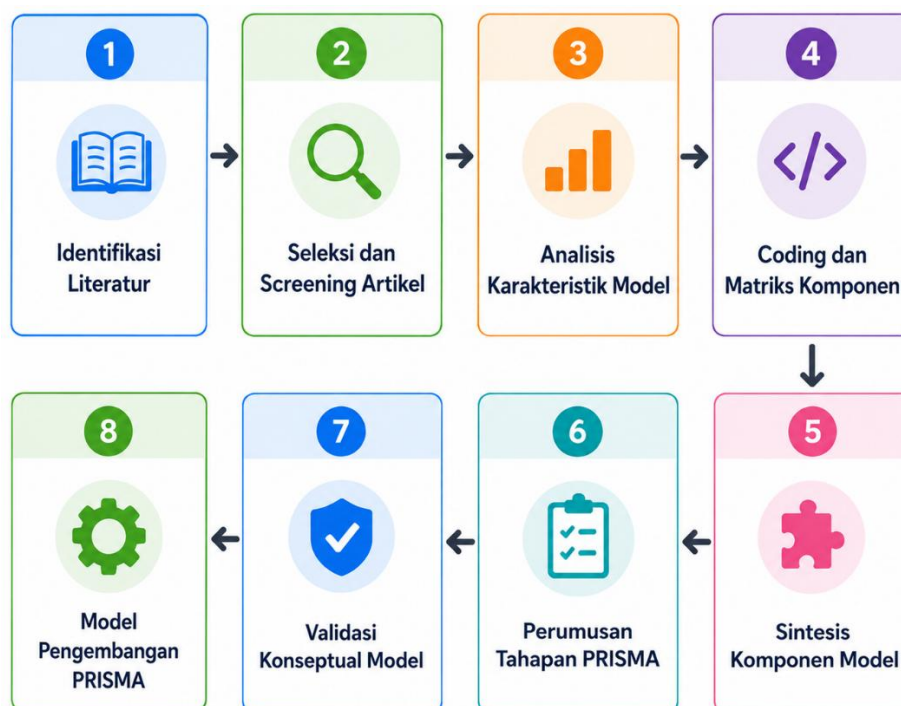 1
Identifikasi
Literatur
2
Seleksi dan
Screening Artikel
3
Analisis
Karakteristik Model
4
</>
Coding dan
Matriks Komponen
5
Sintesis
Komponen Model
6
Perumusan
Tahapan PRISMA
7
Validasi
Konseptual Model
8
Model
Pengembangan
PRISMA